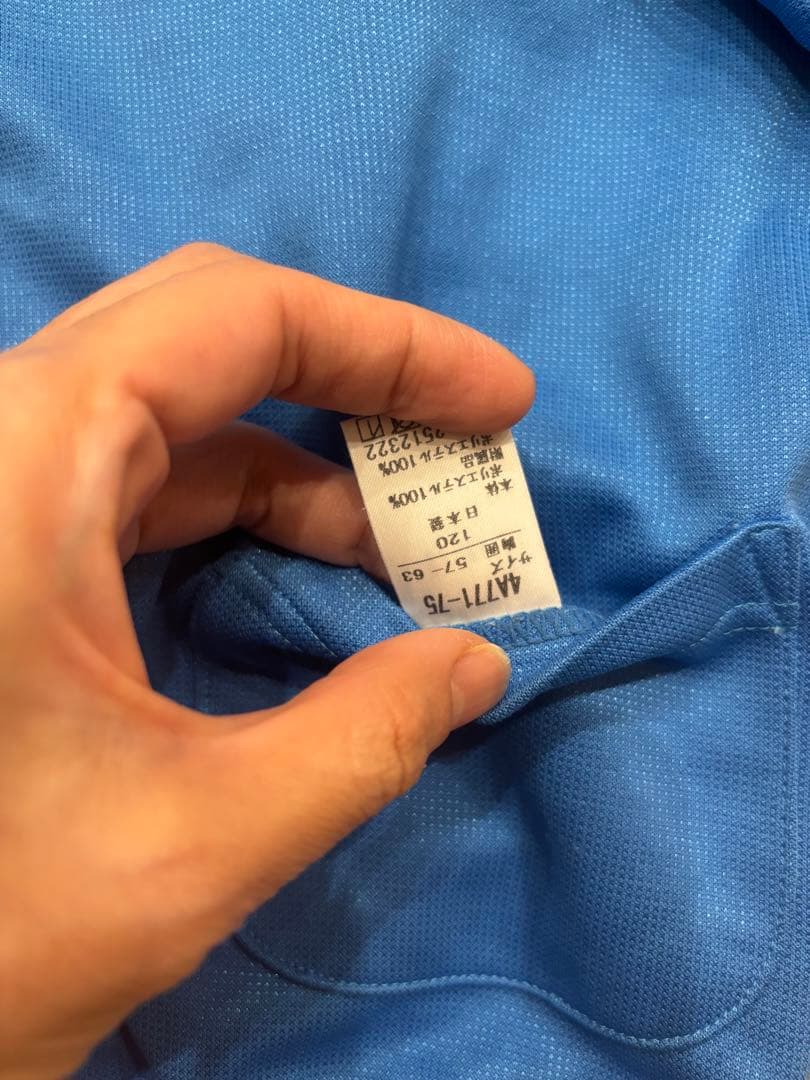 4A771-75
サイズ 胸囲 57-63
120
日本製
本体
ポリエステル100%
附属品
ポリエステル100%
2512322